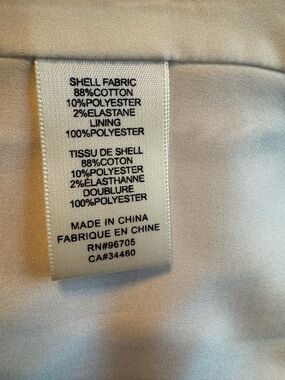 SHELL FABRIC
88%COTTON
10%POLYESTER
2%ELASTANE
LINING
100%POLYESTER
TISSU DE SHELL
88%COTON
10%POLYESTER
2%ÉLASTHANNE
DOUBLURE
100%POLYESTER
MADE IN CHINA
FABRIQUE EN CHINE
RN#96705
CA#34460